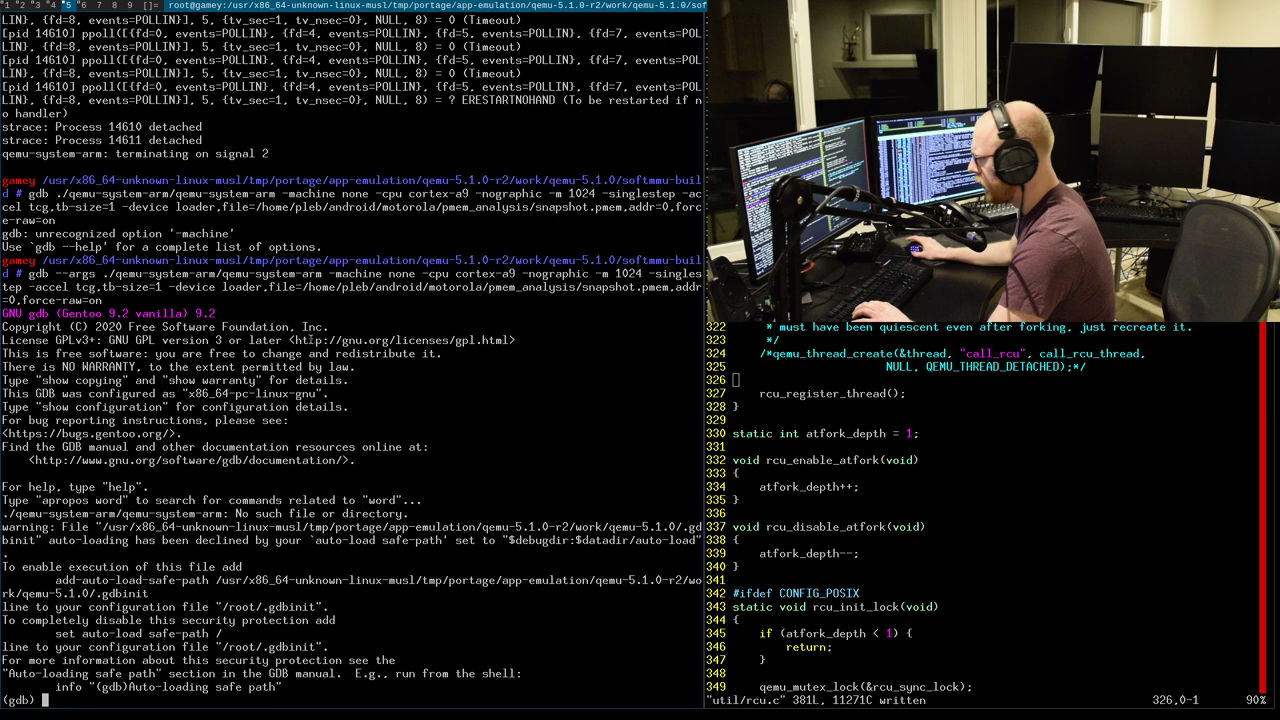 *1 *2 *3 *4 *5 *6 7 8 9 []= root@gamey:/usr/x86_64-unknown-linux-musl/tmp/portage/app-emulation/qemu-5.1.0-r2/work/qemu-5.1.0/sof
LIN}, {fd=8, events=POLLIN}], 5, {tv_sec=1, tv_nsec=0}, NULL, 8) = 0 (Timeout)
[pid 14610] ppoll([{fd=0, events=POLLIN}, {fd=4, events=POLLIN}, {fd=5, events=POLLIN}, {fd=7, events=POL
LIN}, {fd=8, events=POLLIN}], 5, {tv_sec=1, tv_nsec=0}, NULL, 8) = 0 (Timeout)
[pid 14610] ppoll([{fd=0, events=POLLIN}, {fd=4, events=POLLIN}, {fd=5, events=POLLIN}, {fd=7, events=POL
LIN}, {fd=8, events=POLLIN}], 5, {tv_sec=1, tv_nsec=0}, NULL, 8) = 0 (Timeout)
[pid 14610] ppoll([{fd=0, events=POLLIN}, {fd=4, events=POLLIN}, {fd=5, events=POLLIN}, {fd=7, events=POL
LIN}, {fd=8, events=POLLIN}], 5, {tv_sec=1, tv_nsec=0}, NULL, 8) = ? ERESTARTNOHAND (To be restarted if n
o handler)
strace: Process 14610 detached
strace: Process 14611 detached
qemu-system-arm: terminating on signal 2
gamey /usr/x86_64-unknown-linux-musl/tmp/portage/app-emulation/qemu-5.1.0-r2/work/qemu-5.1.0/softmmu-buil
d # gdb ./qemu-system-arm/qemu-system-arm -machine none -cpu cortex-a9 -nographic -m 1024 -singlestep -ac
cel tcg,tb-size=1 -device loader,file=/home/pleb/android/motorola/pmem_analysis/snapshot.pmem,addr=0,forc
e-raw=on
gdb: unrecognized option '-machine'
Use `gdb --help' for a complete list of options.
gamey /usr/x86_64-unknown-linux-musl/tmp/portage/app-emulation/qemu-5.1.0-r2/work/qemu-5.1.0/softmmu-buil
d # gdb --args ./qemu-system-arm/qemu-system-arm -machine none -cpu cortex-a9 -nographic -m 1024 -singles
tep -accel tcg,tb-size=1 -device loader,file=/home/pleb/android/motorola/pmem_analysis/snapshot.pmem,addr
=0,force-raw=on
GNU gdb (Gentoo 9.2 vanilla) 9.2
Copyright (C) 2020 Free Software Foundation, Inc.
License GPLv3+: GNU GPL version 3 or later <http://gnu.org/licenses/gpl.html>
This is free software: you are free to change and redistribute it.
There is NO WARRANTY, to the extent permitted by law.
Type "show copying" and "show warranty" for details.
This GDB was configured as "x86_64-pc-linux-gnu".
Type "show configuration" for configuration details.
For bug reporting instructions, please see:
<https://bugs.gentoo.org/>.
Find the GDB manual and other documentation resources online at:
<http://www.gnu.org/software/gdb/documentation/>.
For help, type "help".
Type "apropos word" to search for commands related to "word"...
./qemu-system-arm/qemu-system-arm: No such file or directory.
warning: File "/usr/x86_64-unknown-linux-musl/tmp/portage/app-emulation/qemu-5.1.0-r2/work/qemu-5.1.0/.gd
binit" auto-loading has been declined by your `auto-load safe-path' set to "$debugdir:$datadir/auto-load"
.
To enable execution of this file add
add-auto-load-safe-path /usr/x86_64-unknown-linux-musl/tmp/portage/app-emulation/qemu-5.1.0-r2/wo
rk/qemu-5.1.0/.gdbinit
line to your configuration file "/root/.gdbinit".
To completely disable this security protection add
set auto-load safe-path /
line to your configuration file "/root/.gdbinit".
For more information about this security protection see the
"Auto-loading safe path" section in the GDB manual.  E.g., run from the shell:
info "(gdb)Auto-loading safe path"
(gdb)
322 * must have been quiescent even after forking, just recreate it.
323 */
324 /*qemu_thread_create(&thread, "call_rcu", call_rcu_thread,
325 NULL, QEMU_THREAD_DETACHED);*/
326
327 rcu_register_thread();
328 }
329
330 static int atfork_depth = 1;
331
332 void rcu_enable_atfork(void)
333 {
334 atfork_depth++;
335 }
336
337 void rcu_disable_atfork(void)
338 {
339 atfork_depth--;
340 }
341
342 #ifdef CONFIG_POSIX
343 static void rcu_init_lock(void)
344 {
345 if (atfork_depth < 1) {
346 return;
347 }
348
349 qemu_mutex_lock(&rcu_sync_lock);
"util/rcu.c" 381L, 11271C written 326,0-1 90%